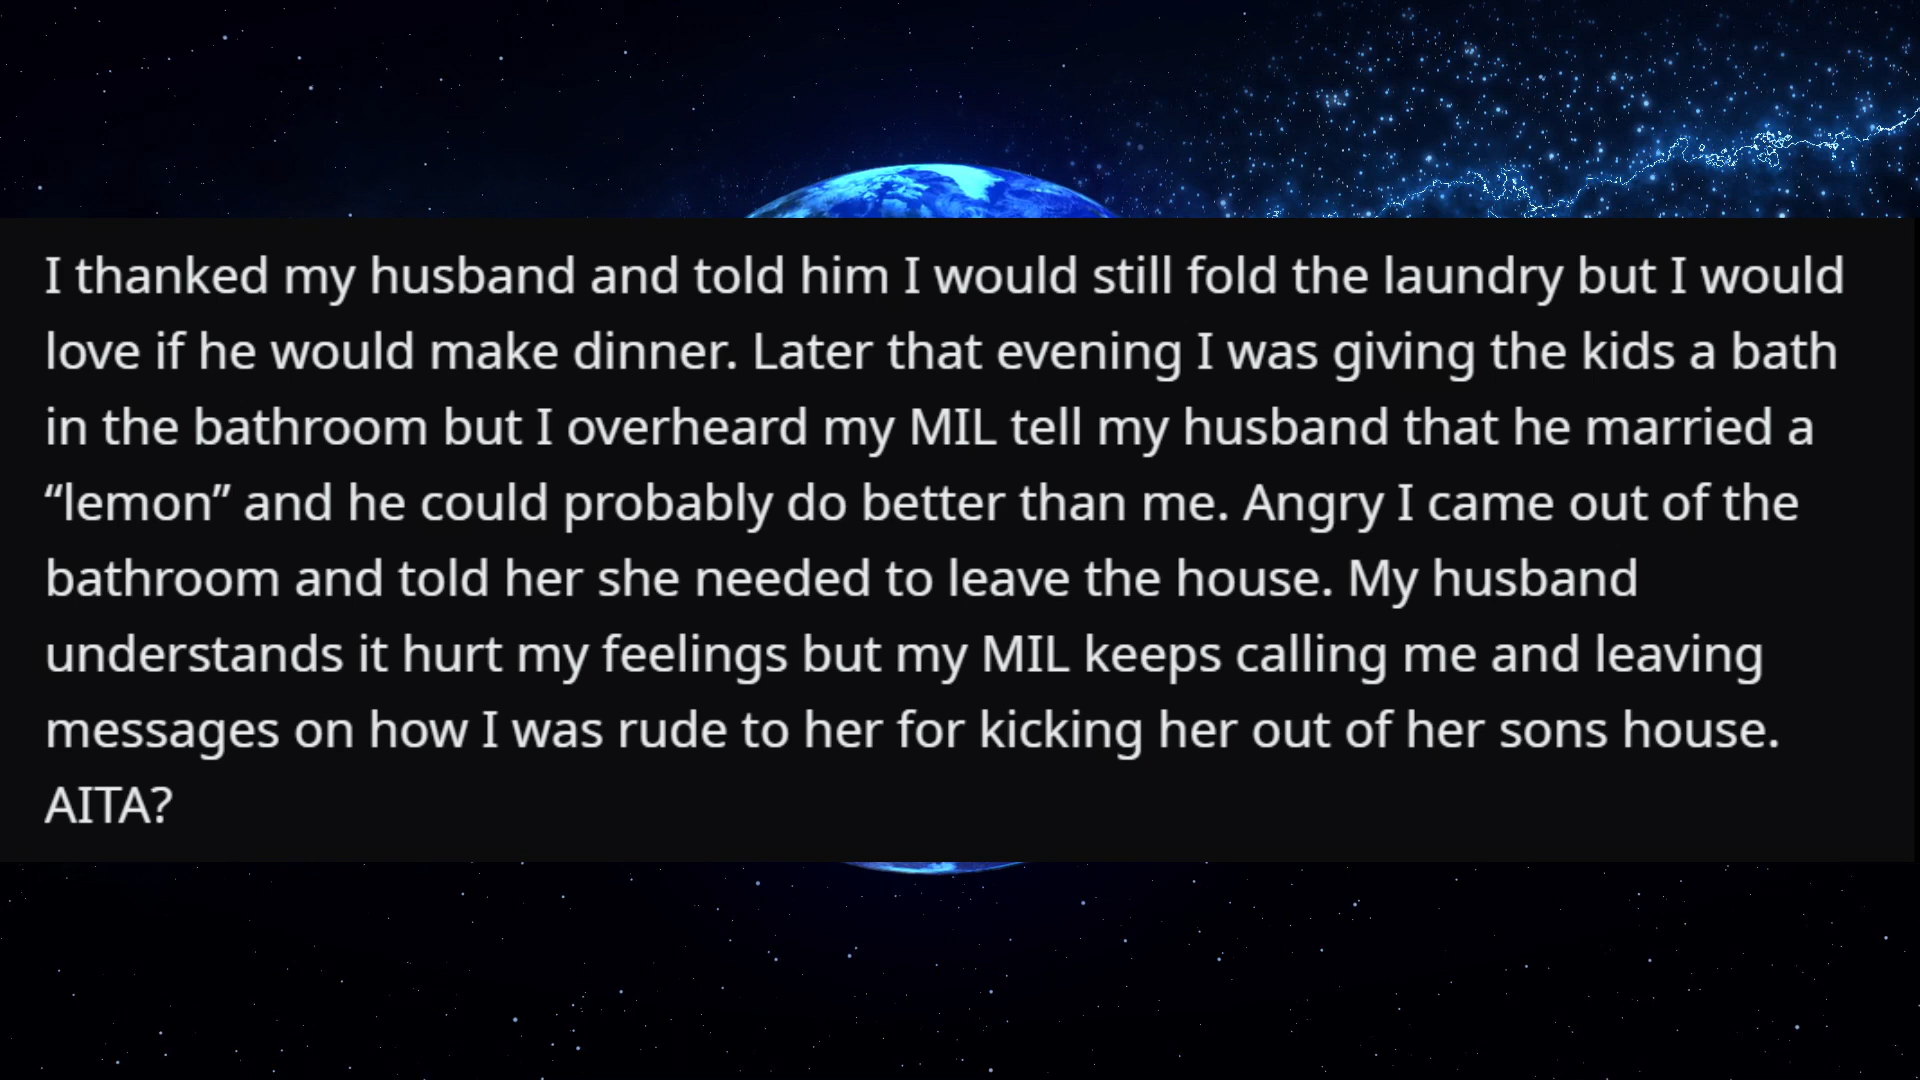 I thanked my husband and told him I would still fold the laundry but I would
love if he would make dinner. Later that evening I was giving the kids a bath
in the bathroom but I overheard my MIL tell my husband that he married a
“lemon” and he could probably do better than me. Angry I came out of the
bathroom and told her she needed to leave the house. My husband
understands it hurt my feelings but my MIL keeps calling me and leaving
messages on how I was rude to her for kicking her out of her sons house.
AITA?